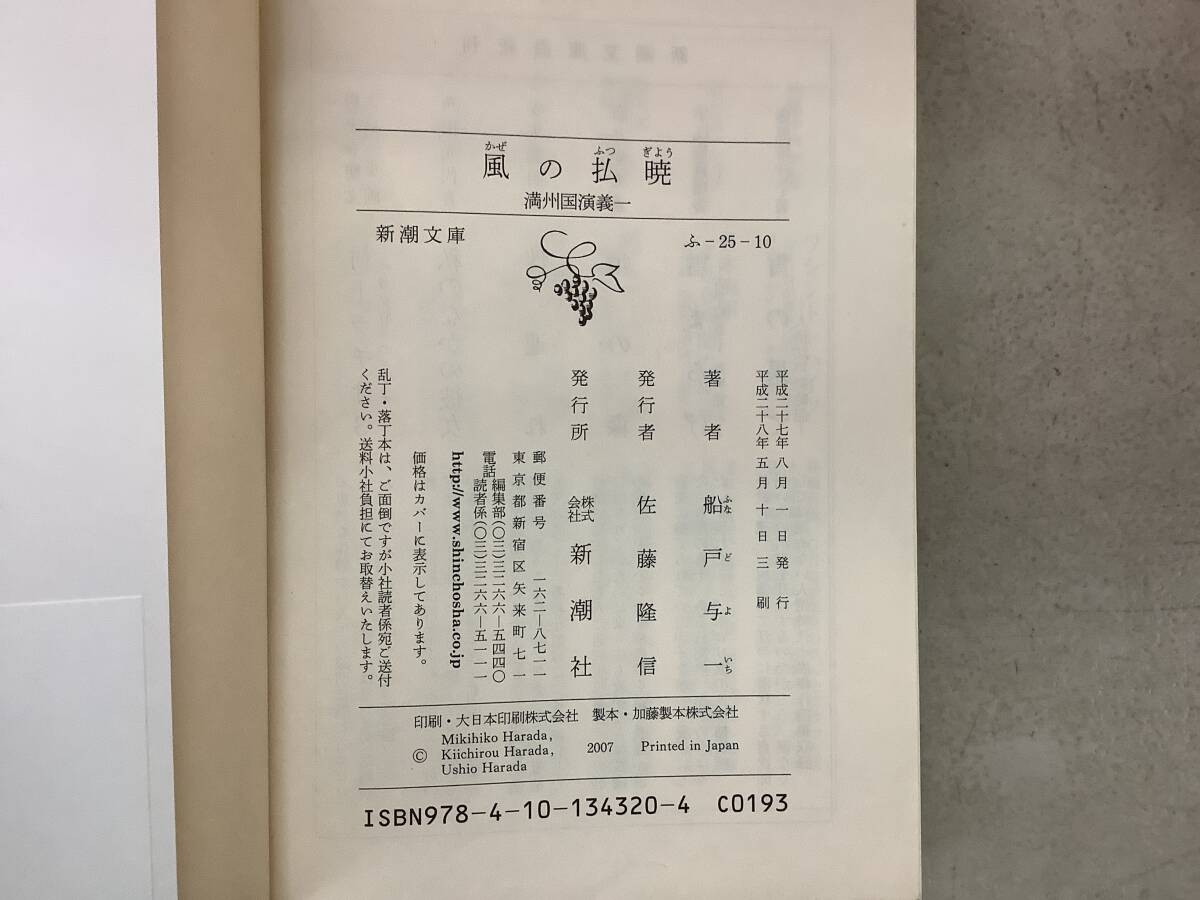 風の払暁
かぜ ふつ ぎよう
満州国演義一
新潮文庫
ふ-25-10
平成二十七年八月一日発行
平成二十八年五月十日三刷
著者 船戸与一
ふな ど よ いち
発行者 佐藤隆信
発行所 株式会社 新潮社
郵便番号 一六二―八七一一
東京都新宿区矢来町七一
電話 編集部(〇三)三二六六―五四四〇
読者係(〇三)三二六六―五一一一
http://www.shinchosha.co.jp
価格はカバーに表示してあります。
乱丁・落丁本は、ご面倒ですが小社読者係宛ご送付
ください。送料小社負担にてお取替えいたします。
印刷・大日本印刷株式会社 製本・加藤製本株式会社
Mikihiko Harada,
© Kiichirou Harada, 2007 Printed in Japan
Ushio Harada
ISBN978-4-10-134320-4 C0193